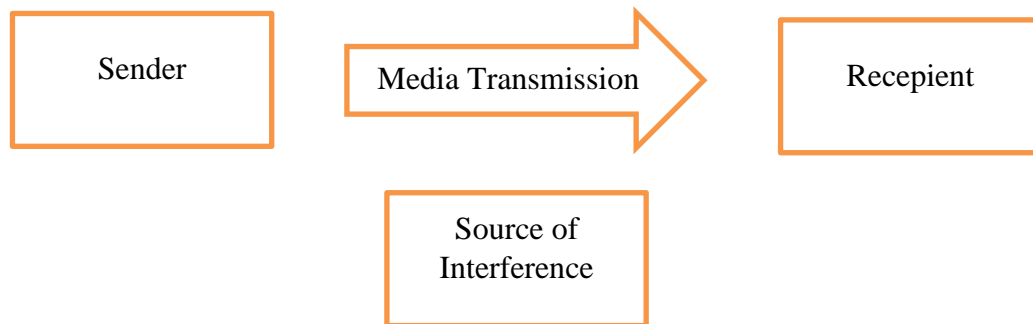 Sender
Media Transmission
Recepient
Source of
Interference